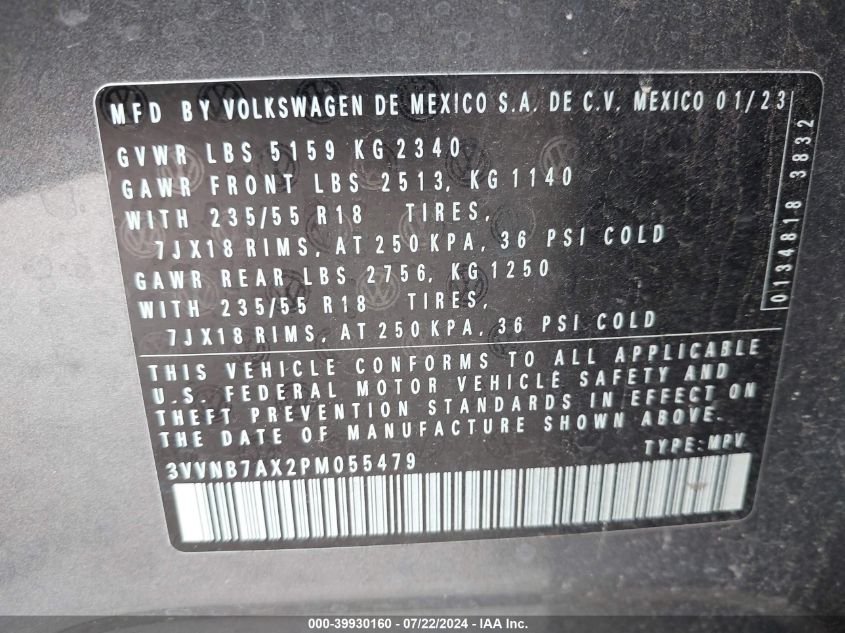 MFD BY VOLKSWAGEN DE MEXICO S.A. DE C.V. MEXICO 01/23
GVWR LBS 5159 KG 2340
GAWR FRONT LBS 2513, KG 1140
WITH 235/55 R18 TIRES,
7JX18 RIMS, AT 250 KPA, 36 PSI COLD
GAWR REAR LBS 2756, KG 1250
WITH 235/55 R18 TIRES,
7JX18 RIMS, AT 250 KPA, 36 PSI COLD
0134818 3832
THIS VEHICLE CONFORMS TO ALL APPLICABLE
U.S. FEDERAL MOTOR VEHICLE SAFETY AND
THEFT PREVENTION STANDARDS IN EFFECT ON
THE DATE OF MANUFACTURE SHOWN ABOVE.
TYPE: MPV
3VVNB7AX2PM055479
000-39930160 - 07/22/2024 - IAA Inc.